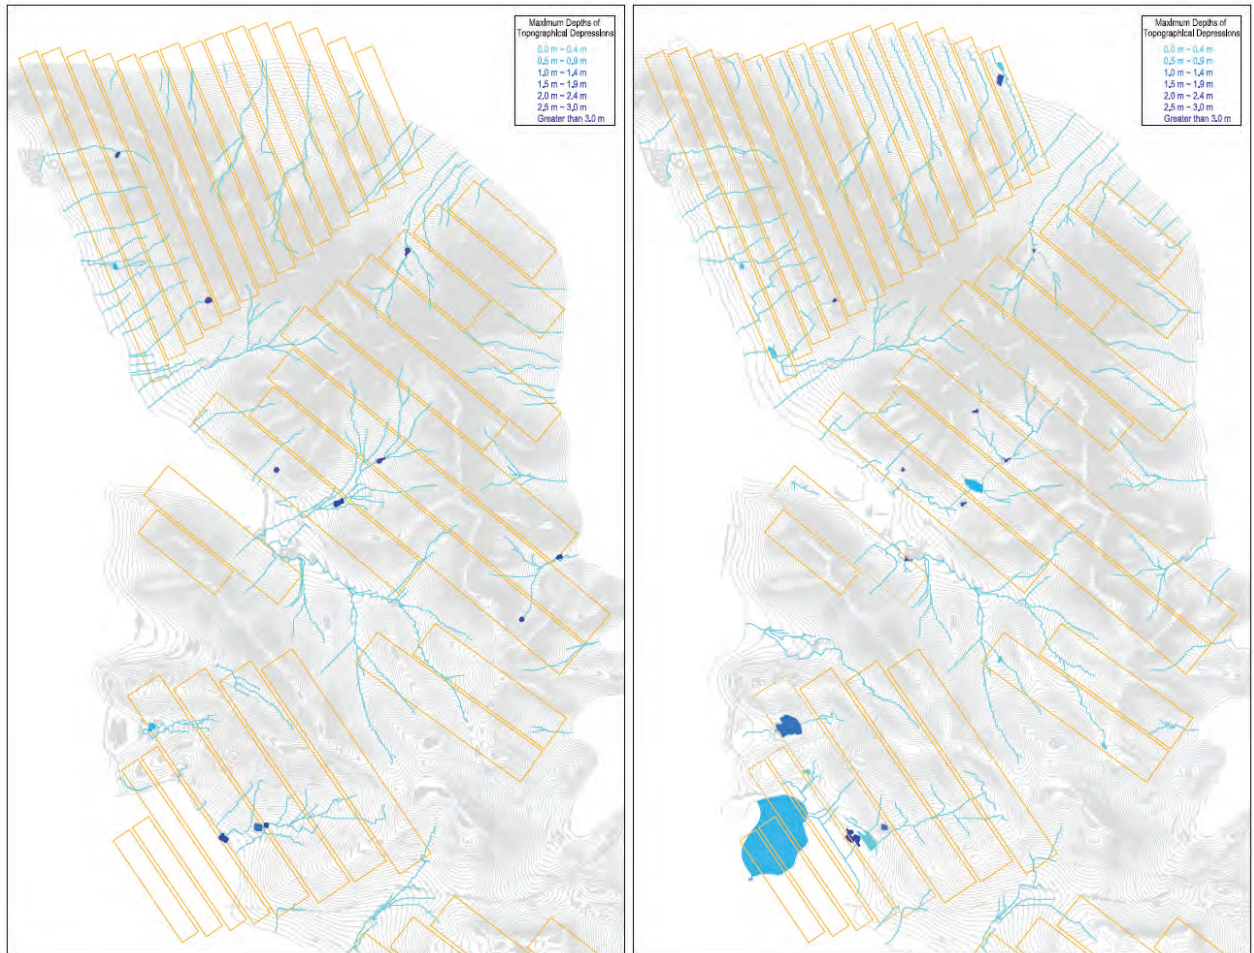 Maximum Depths of
Topographical Depressions
0.0 m ~ 0.4 m
0.5 m ~ 0.9 m
1.0 m ~ 1.4 m
1.5 m ~ 1.9 m
2.0 m ~ 2.4 m
2.5 m ~ 3.0 m
Greater than 3.0 m
Maximum Depths of
Topographical Depressions
0.0 m ~ 0.4 m
0.5 m ~ 0.9 m
1.0 m ~ 1.4 m
1.5 m ~ 1.9 m
2.0 m ~ 2.4 m
2.5 m ~ 3.0 m
Greater than 3.0 m